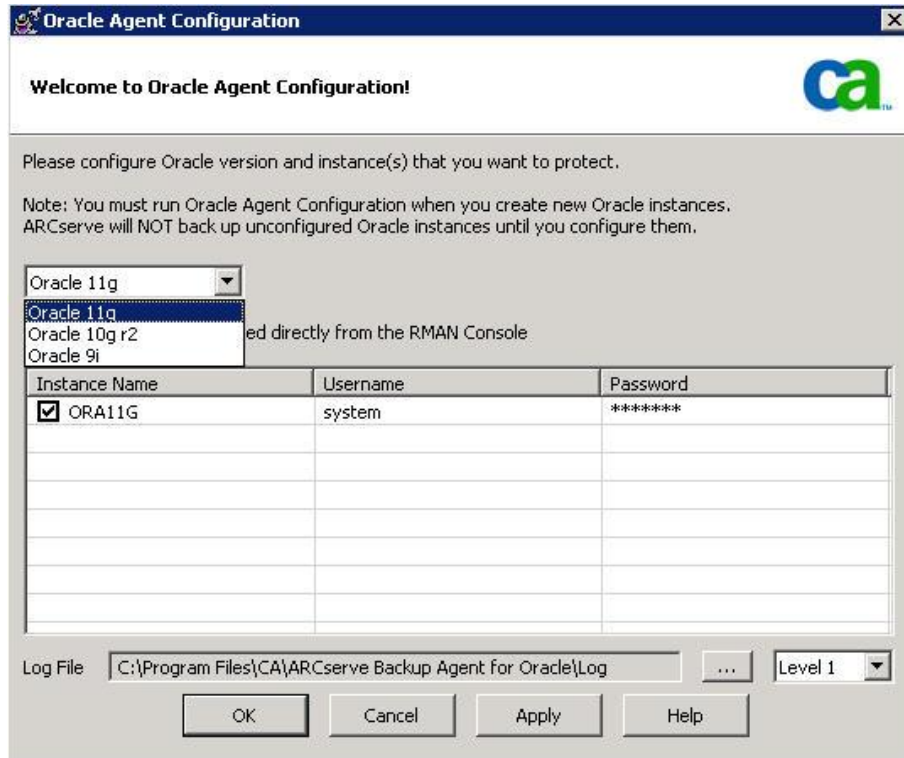 Oracle Agent Configuration
Welcome to Oracle Agent Configuration!
ca
Please configure Oracle version and instance(s) that you want to protect.
Note: You must run Oracle Agent Configuration when you create new Oracle instances.
ARCserve will NOT back up unconfigured Oracle instances until you configure them.
Oracle 11g
Oracle 11g
Oracle 10g r2
ed directly from the RMAN Console
Oracle 9i
Instance Name Username Password
ORA11G system *******
Log File C:\Program Files\CA\ARCserve Backup Agent for Oracle\Log ... Level 1
OK Cancel Apply Help